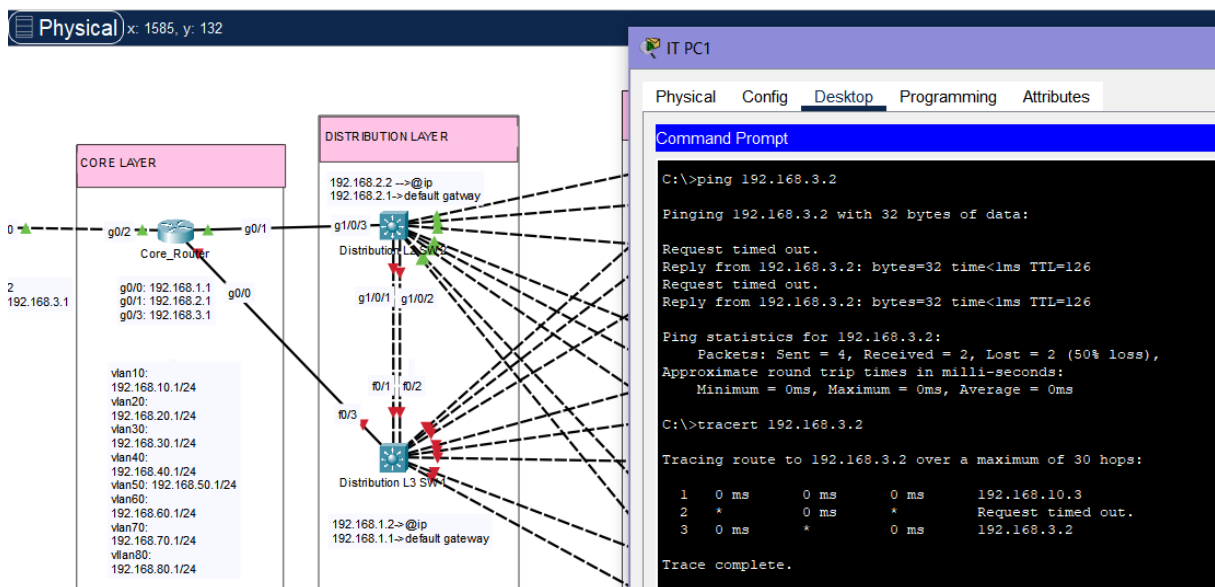 Physical x: 1585, y: 132
IT PC1
Physical Config Desktop Programming Attributes
Command Prompt
C:\>ping 192.168.3.2
Pinging 192.168.3.2 with 32 bytes of data:
Request timed out.
Reply from 192.168.3.2: bytes=32 time<1ms TTL=126
Request timed out.
Reply from 192.168.3.2: bytes=32 time<1ms TTL=126
Ping statistics for 192.168.3.2:
Packets: Sent = 4, Received = 2, Lost = 2 (50% loss),
Approximate round trip times in milli-seconds:
Minimum = 0ms, Maximum = 0ms, Average = 0ms
C:\>tracert 192.168.3.2
Tracing route to 192.168.3.2 over a maximum of 30 hops:
1 0 ms 0 ms 0 ms 192.168.10.3
2 * 0 ms * Request timed out.
3 0 ms * 0 ms 192.168.3.2
Trace complete.
CORE LAYER
g0/2
g0/1
Core_Router
g0/0
g0/0: 192.168.1.1
g0/1: 192.168.2.1
g0/3: 192.168.3.1
2
192.168.3.1
vlan10:
192.168.10.1/24
vlan20:
192.168.20.1/24
vlan30:
192.168.30.1/24
vlan40:
192.168.40.1/24
vlan50: 192.168.50.1/24
vlan60:
192.168.60.1/24
vlan70:
192.168.70.1/24
vllan80:
192.168.80.1/24
DISTRIBUTION LAYER
192.168.2.2 -->@ip
192.168.2.1->default gatway
g1/0/3
Distribution L3 SW2
g1/0/1 g1/0/2
f0/1 f0/2
f0/3
Distribution L3 SW1
192.168.1.2->@ip
192.168.1.1->default gateway